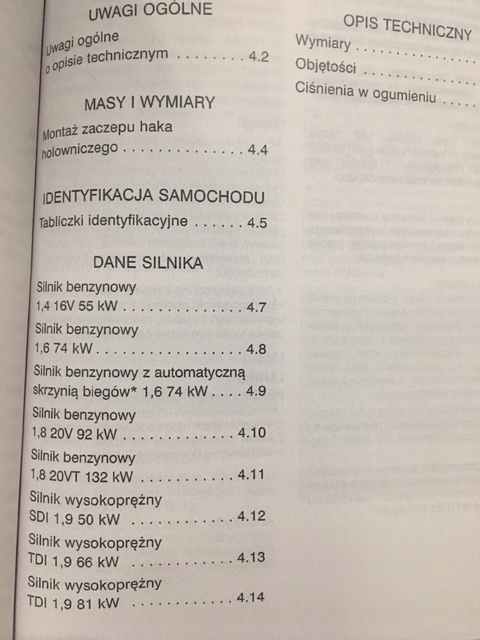 UWAGI OGÓLNE
Uwagi ogólne
o opisie technicznym ........ 4.2
MASY I WYMIARY
Montaż zaczepu haka
holowniczego .............. 4.4
IDENTYFIKACJA SAMOCHODU
Tabliczki identyfikacyjne ...... 4.5
DANE SILNIKA
Silnik benzynowy
1,4 16V 55 kW .............. 4.7
Silnik benzynowy
1,6 74 kW ................. 4.8
Silnik benzynowy z automatyczną
skrzynią biegów* 1,6 74 kW .... 4.9
Silnik benzynowy
1,8 20V 92 kW ............. 4.10
Silnik benzynowy
1,8 20VT 132 kW ........... 4.11
Silnik wysokoprężny
SDI 1,9 50 kW ............ 4.12
Silnik wysokoprężny
TDI 1,9 66 kW ............ 4.13
Silnik wysokoprężny
TDI 1,9 81 kW ............ 4.14
OPIS TECHNICZNY
Wymiary ..............
Objętości .............
Ciśnienia w ogumieniu .....